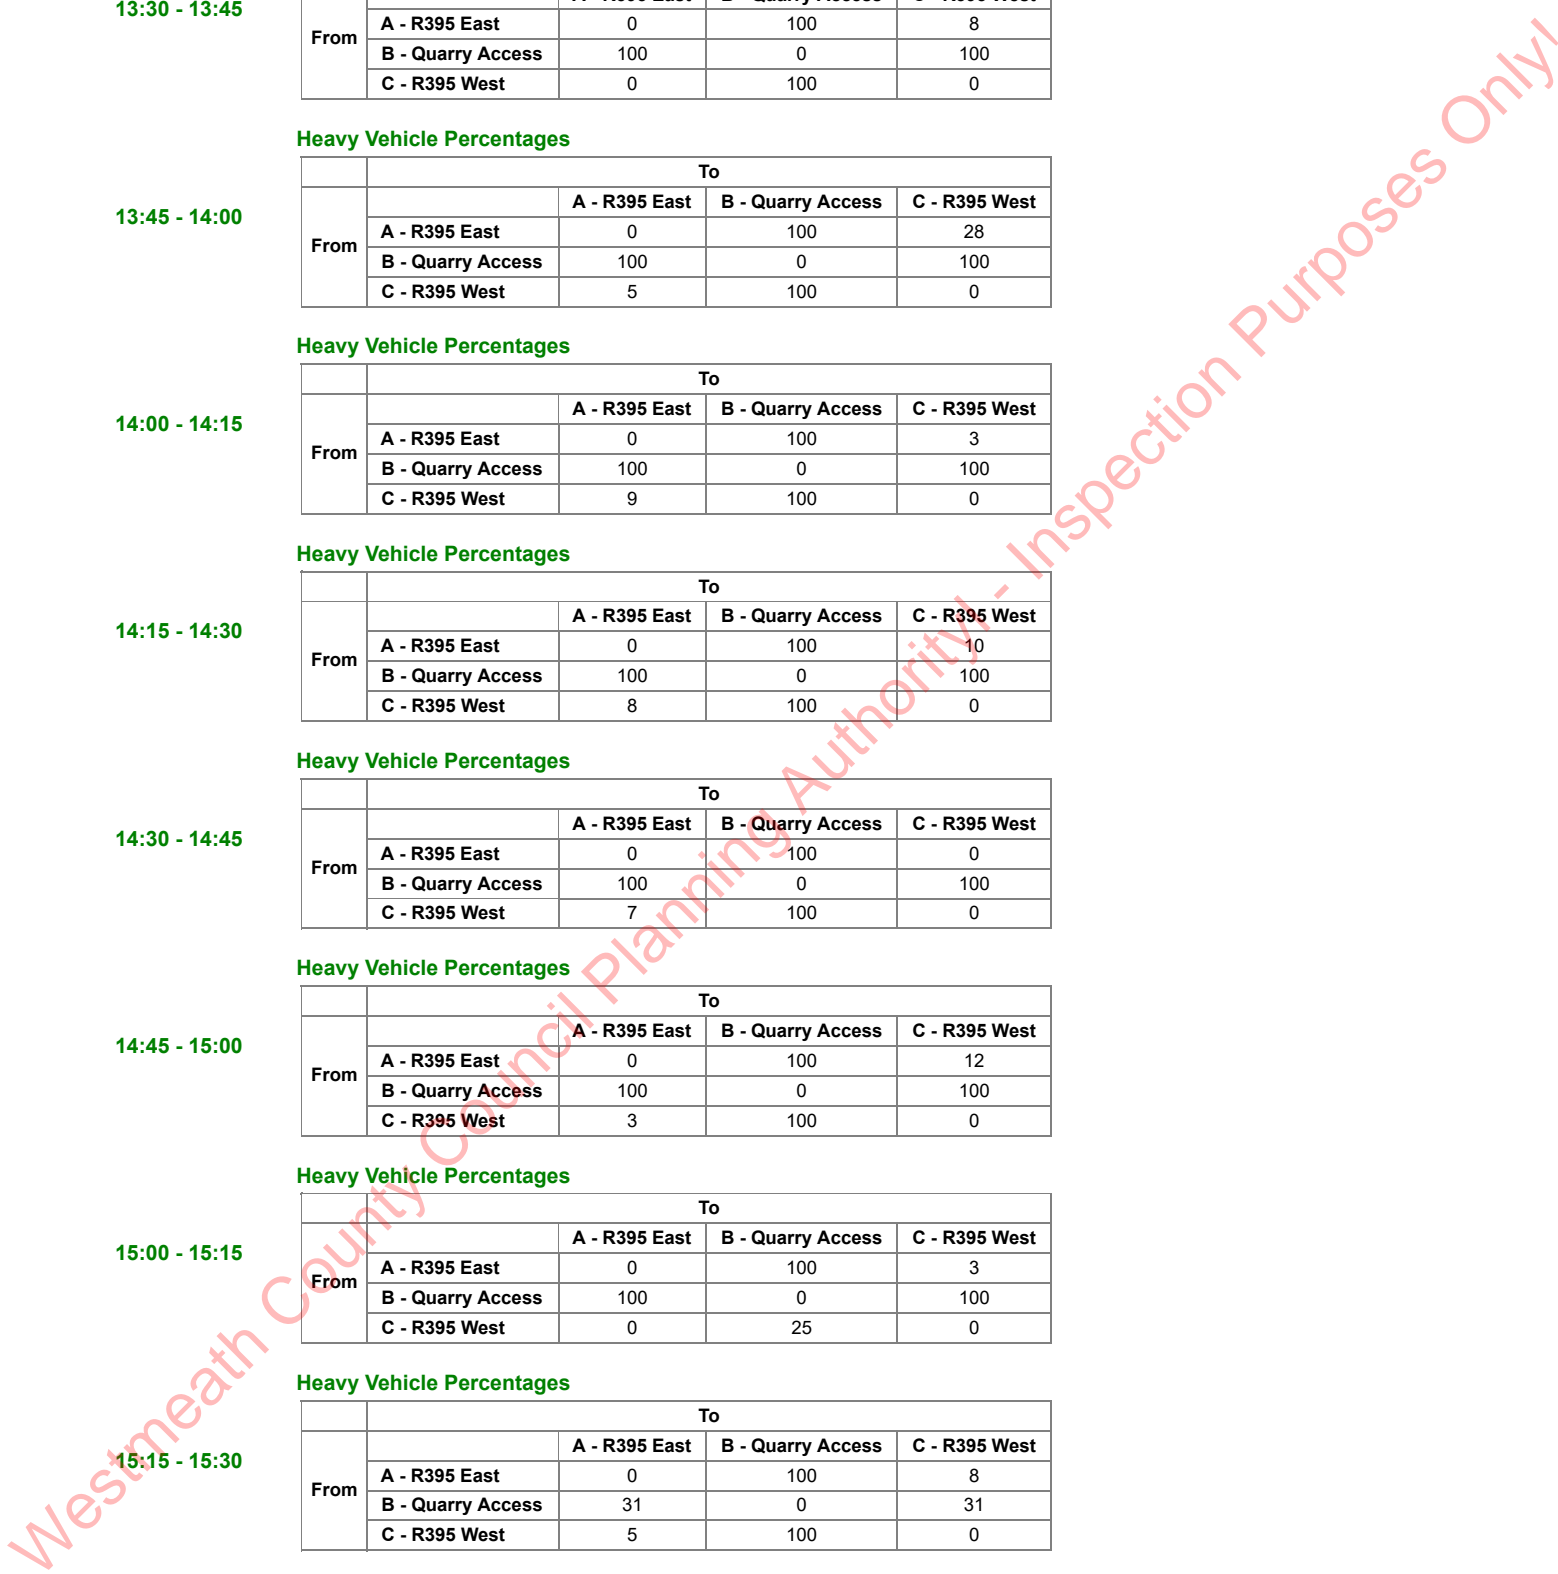 13:30 - 13:45
From
A - R395 East 0 100 8
B - Quarry Access 100 0 100
C - R395 West 0 100 0
Heavy Vehicle Percentages
13:45 - 14:00
To
From A - R395 East B - Quarry Access C - R395 West
A - R395 East 0 100 28
B - Quarry Access 100 0 100
C - R395 West 5 100 0
Heavy Vehicle Percentages
14:00 - 14:15
To
From A - R395 East B - Quarry Access C - R395 West
A - R395 East 0 100 3
B - Quarry Access 100 0 100
C - R395 West 9 100 0
Heavy Vehicle Percentages
14:15 - 14:30
To
From A - R395 East B - Quarry Access C - R395 West
A - R395 East 0 100 10
B - Quarry Access 100 0 100
C - R395 West 8 100 0
Heavy Vehicle Percentages
14:30 - 14:45
To
From A - R395 East B - Quarry Access C - R395 West
A - R395 East 0 100 0
B - Quarry Access 100 0 100
C - R395 West 7 100 0
Heavy Vehicle Percentages
14:45 - 15:00
To
From A - R395 East B - Quarry Access C - R395 West
A - R395 East 0 100 12
B - Quarry Access 100 0 100
C - R395 West 3 100 0
Heavy Vehicle Percentages
15:00 - 15:15
To
From A - R395 East B - Quarry Access C - R395 West
A - R395 East 0 100 3
B - Quarry Access 100 0 100
C - R395 West 0 25 0
Heavy Vehicle Percentages
15:15 - 15:30
To
From A - R395 East B - Quarry Access C - R395 West
A - R395 East 0 100 8
B - Quarry Access 31 0 31
C - R395 West 5 100 0
Westmeath County Council Planning Authorityl - Inspection Purposes Only!